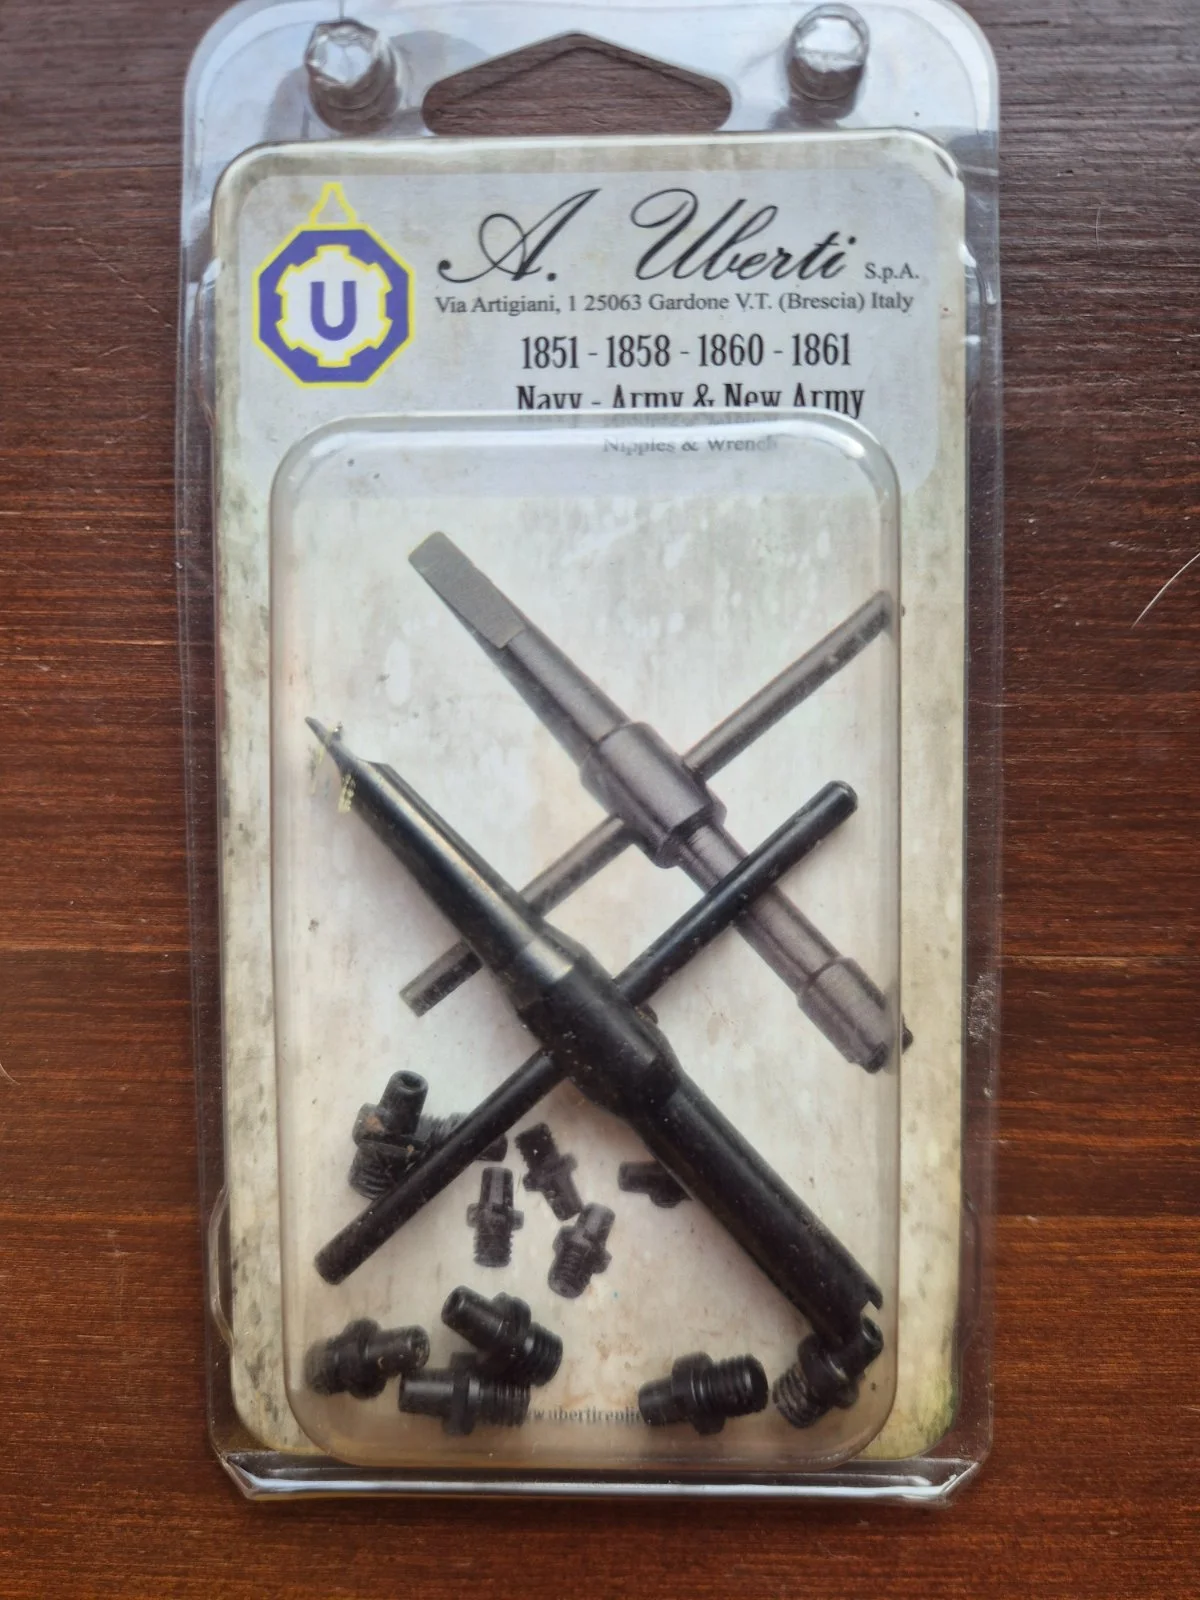 U
A. Uberti S.p.A.
Via Artigiani, 1 25063 Gardone V.T. (Brescia) Italy
1851 - 1858 - 1860 - 1861
Navy - Army & New Army
Nipples & Wrench